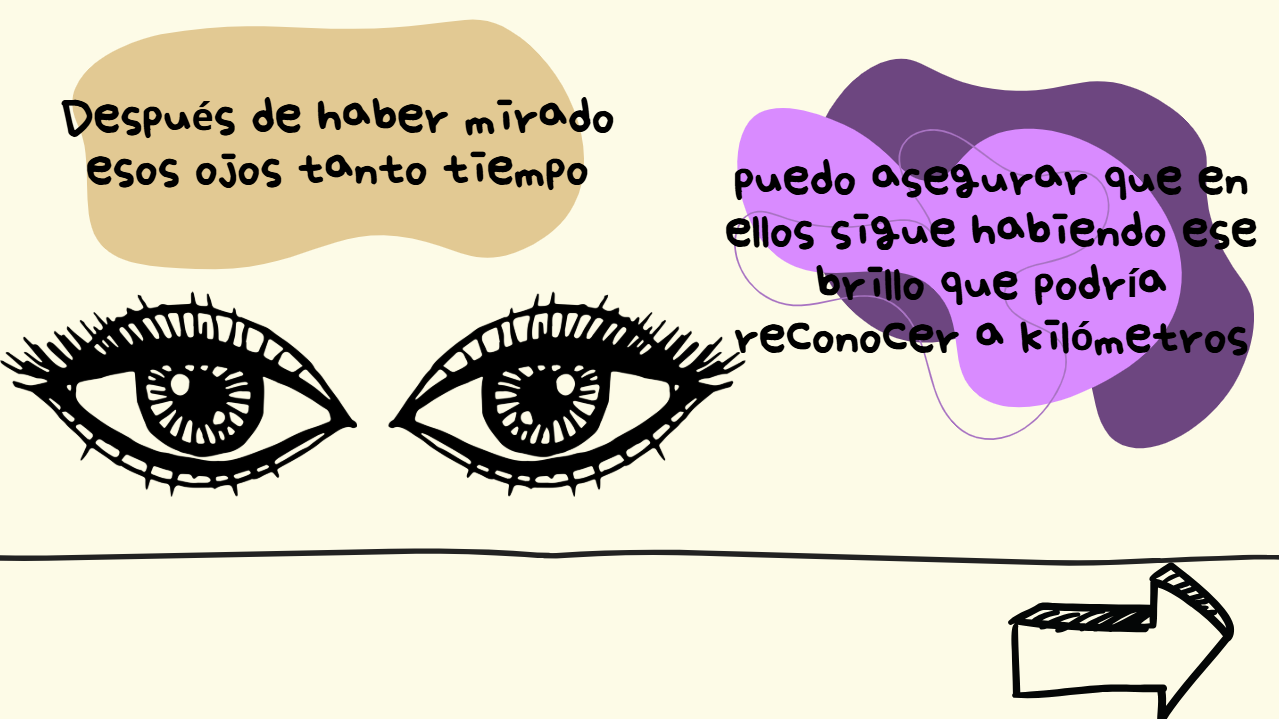 Después de haber mirado
esos ojos tanto tiempo
puedo asegurar que en
ellos sigue habiendo ese
brillo que podría
reconocer a kilómetros